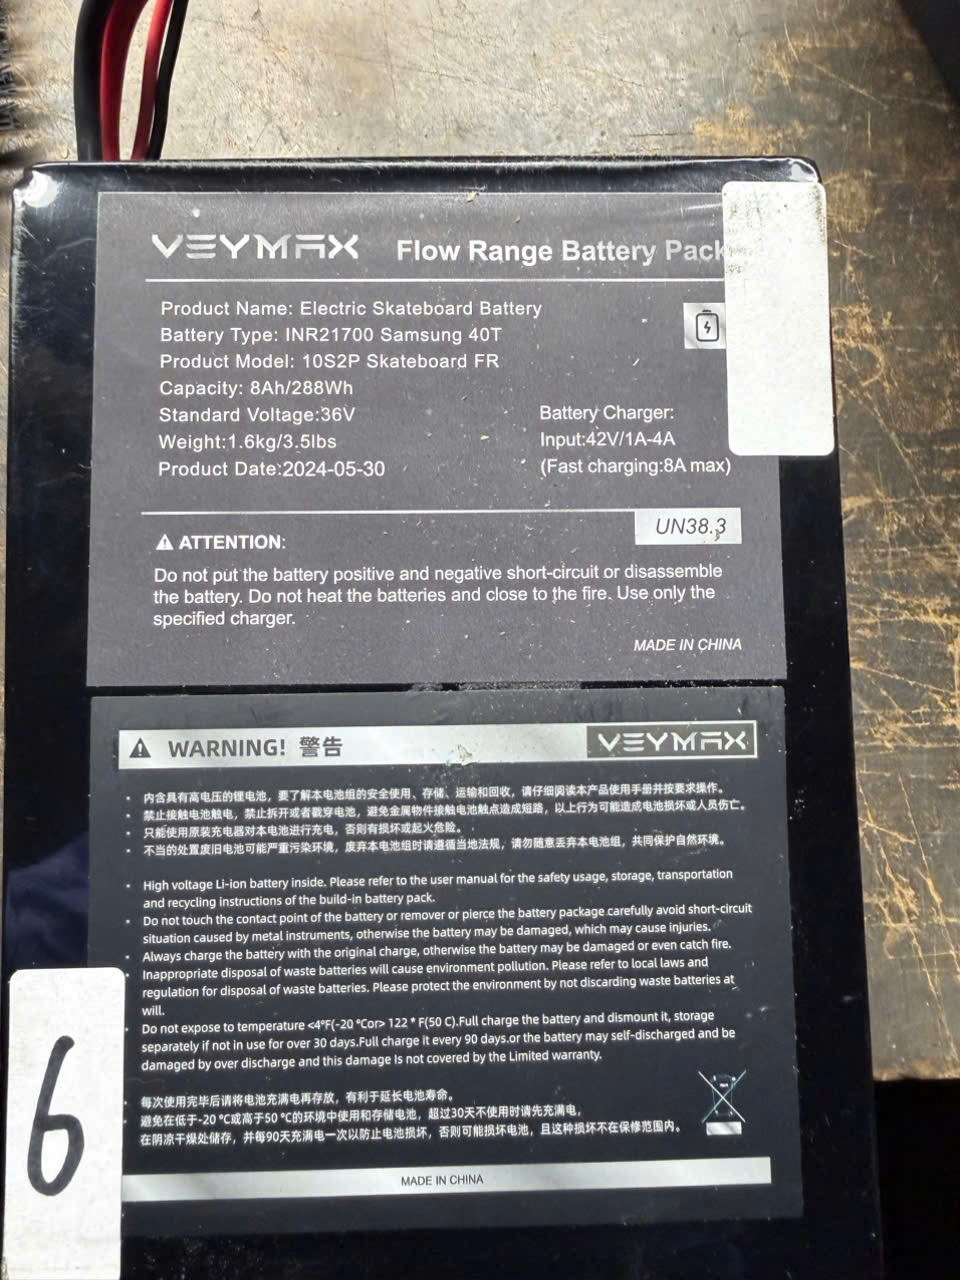 VEYMAX Flow Range Battery Pack
Product Name: Electric Skateboard Battery
Battery Type: INR21700 Samsung 40T
Product Model: 10S2P Skateboard FR
Capacity: 8Ah/288Wh
Standard Voltage:36V
Weight:1.6kg/3.5lbs
Product Date:2024-05-30
Battery Charger:
Input:42V/1A-4A
(Fast charging:8A max)
UN38.3
ATTENTION:
Do not put the battery positive and negative short-circuit or disassemble
the battery. Do not heat the batteries and close to the fire. Use only the
specified charger.
MADE IN CHINA
WARNING! 警告 VEYMAX
• 内含具有高电压的锂电池，要了解本电池组的安全使用、存储、运输和回收，请仔细阅读本产品使用手册并按要求操作。
• 禁止接触电池触电，禁止拆开或者戳穿电池，避免金属物件接触电池触点造成短路，以上行为可能造成电池损坏或人员伤亡。
• 只能使用原装充电器对本电池进行充电，否则有损坏或起火危险。
• 不当的处置废旧电池可能严重污染环境，废弃本电池组时请遵循当地法规，请勿随意丢弃本电池组，共同保护自然环境。
• High voltage Li-ion battery inside. Please refer to the user manual for the safety usage, storage, transportation
and recycling instructions of the build-in battery pack.
• Do not touch the contact point of the battery or remover or pierce the battery package carefully avoid short-circuit
situation caused by metal instruments, otherwise the battery may be damaged, which may cause injuries.
• Always charge the battery with the original charge, otherwise the battery may be damaged or even catch fire.
• Inappropriate disposal of waste batteries will cause environment pollution. Please refer to local laws and
regulation for disposal of waste batteries. Please protect the environment by not discarding waste batteries at
will.
• Do not expose to temperature <4°F(-20 °Cor> 122 * F(50 C).Full charge the battery and dismount it, storage
separately if not in use for over 30 days.Full charge it every 90 days.or the battery may self-discharged and be
damaged by over discharge and this damage Is not covered by the Limited warranty.
• 每次使用完毕后请将电池充满电再存放，有利于延长电池寿命。
• 避免在低于-20 °C或高于50 °C的环境中使用和存储电池，超过30天不使用时请先充满电，
在阴凉干燥处储存，并每90天充满电一次以防止电池损坏，否则可能损坏电池，且这种损坏不在保修范围内。
MADE IN CHINA
6